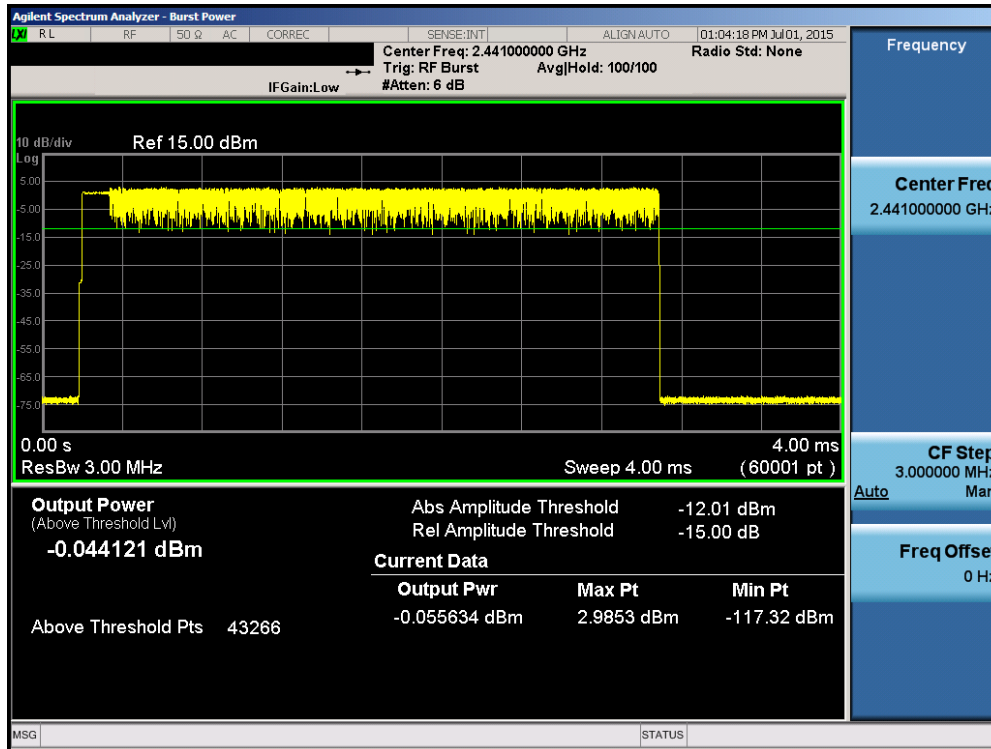 Agilent Spectrum Analyzer - Burst Power
LXI RL RF 50 Ω AC CORREC SENSE:INT ALIGN AUTO 01:04:18 PM Jul 01, 2015
Center Freq: 2.441000000 GHz Radio Std: None
Trig: RF Burst Avg|Hold: 100/100
IFGain:Low #Atten: 6 dB
Frequency
10 dB/div Ref 15.00 dBm
Log
5.00
-5.00
-15.0
-25.0
-35.0
-45.0
-55.0
-65.0
-75.0
0.00 s 4.00 ms
ResBw 3.00 MHz Sweep 4.00 ms (60001 pt)
Output Power
(Above Threshold Lvl)
-0.044121 dBm
Above Threshold Pts 43266
Abs Amplitude Threshold -12.01 dBm
Rel Amplitude Threshold -15.00 dB
Current Data
Output Pwr Max Pt Min Pt
-0.055634 dBm 2.9853 dBm -117.32 dBm
Center Freq
2.441000000 GHz
CF Step
3.000000 MHz
Auto Man
Freq Offse
0 Hz
MSG STATUS